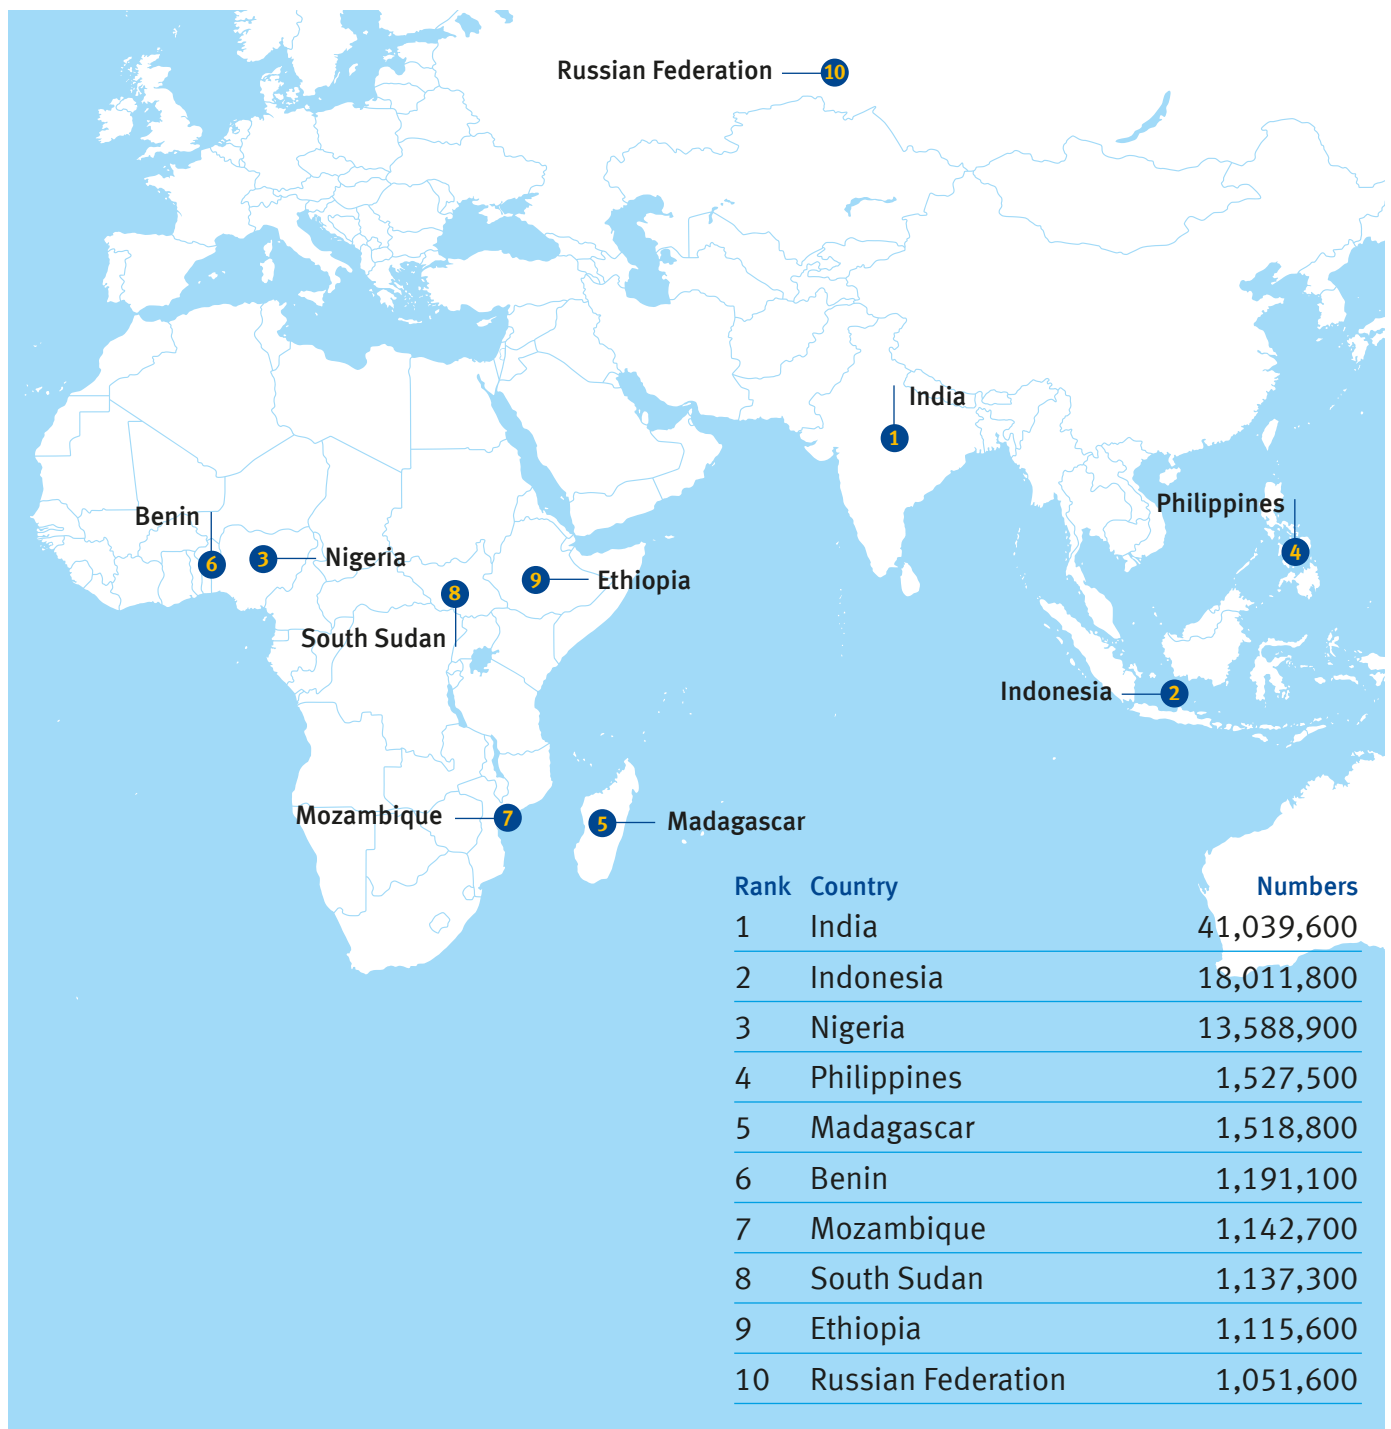 Russian Federation 10
India
1
Philippines
4
Benin
6
3 Nigeria
9 Ethiopia
8
South Sudan
Indonesia 2
Mozambique 7
5 Madagascar
Rank Country Numbers
1 India 41,039,600
2 Indonesia 18,011,800
3 Nigeria 13,588,900
4 Philippines 1,527,500
5 Madagascar 1,518,800
6 Benin 1,191,100
7 Mozambique 1,142,700
8 South Sudan 1,137,300
9 Ethiopia 1,115,600
10 Russian Federation 1,051,600